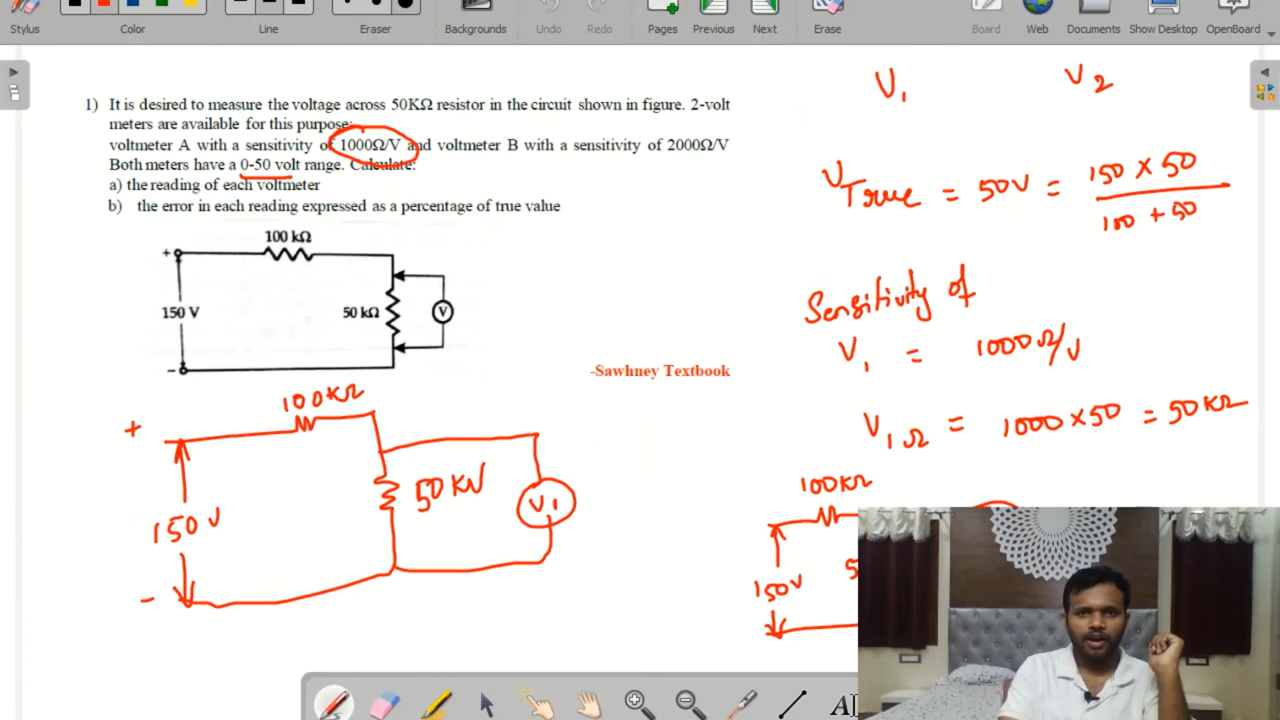 Stylus
Color
Line
Eraser
Backgrounds
Undo
Redo
Pages
Previous
Next
Erase
Board
Web
Documents
Show Desktop
OpenBoard
1) It is desired to measure the voltage across 50KΩ resistor in the circuit shown in figure. 2-volt
meters are available for this purpose:
voltmeter A with a sensitivity of 1000Ω/V and voltmeter B with a sensitivity of 2000Ω/V
Both meters have a 0-50 volt range. Calculate:
a) the reading of each voltmeter
b) the error in each reading expressed as a percentage of true value
+
100 kΩ
150 V
50 kΩ
V
-
-Sawhney Textbook
+
100KΩ
150V
50KV
V1
-
V1 V2
VTrue = 50V = 150 X 50
100 + 50
Sensitivity of
V1 = 1000Ω/V
V1Ω = 1000 X 50 = 50KΩ
100KΩ
150V
A